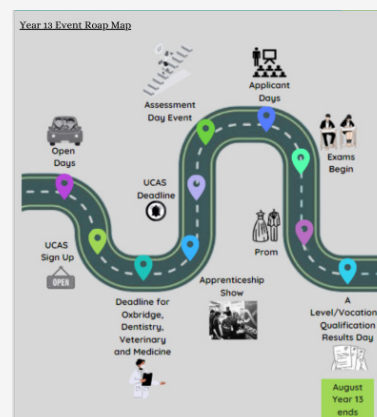 Year 13 Event Roap Map
Assessment
Day Event
Applicant
Days
Open
Days
Exams
Begin
UCAS
Deadline
UCAS
Sign Up
OPEN
Prom
Apprenticeship
Show
Deadline for
Oxbridge,
Dentistry,
Veterinary
and Medicine
A
Level/Vocation
Qualification
Results Day
August
Year 13
ends